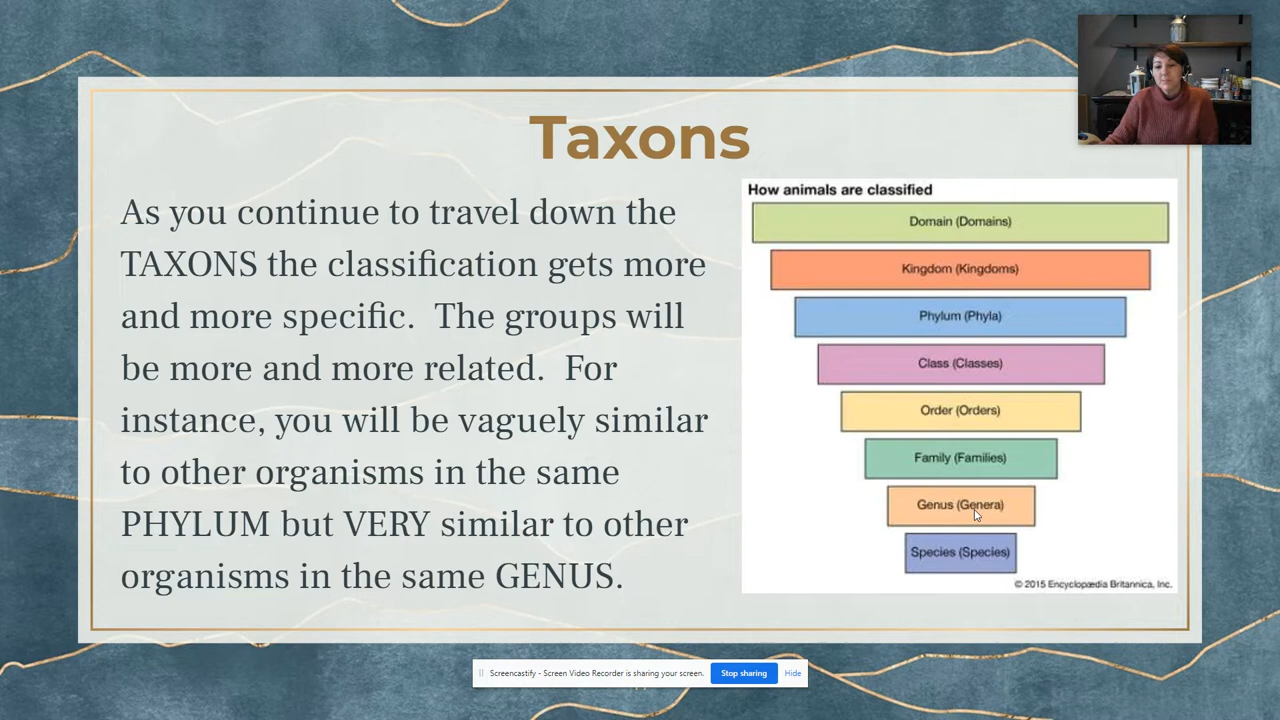 Taxons
As you continue to travel down the
TAXONS the classification gets more
and more specific.  The groups will
be more and more related.  For
instance, you will be vaguely similar
to other organisms in the same
PHYLUM but VERY similar to other
organisms in the same GENUS.
How animals are classified
Domain (Domains)
Kingdom (Kingdoms)
Phylum (Phyla)
Class (Classes)
Order (Orders)
Family (Families)
Genus (Genera)
Species (Species)
© 2015 Encyclopædia Britannica, Inc.
Screencastify - Screen Video Recorder is sharing your screen. Stop sharing Hide